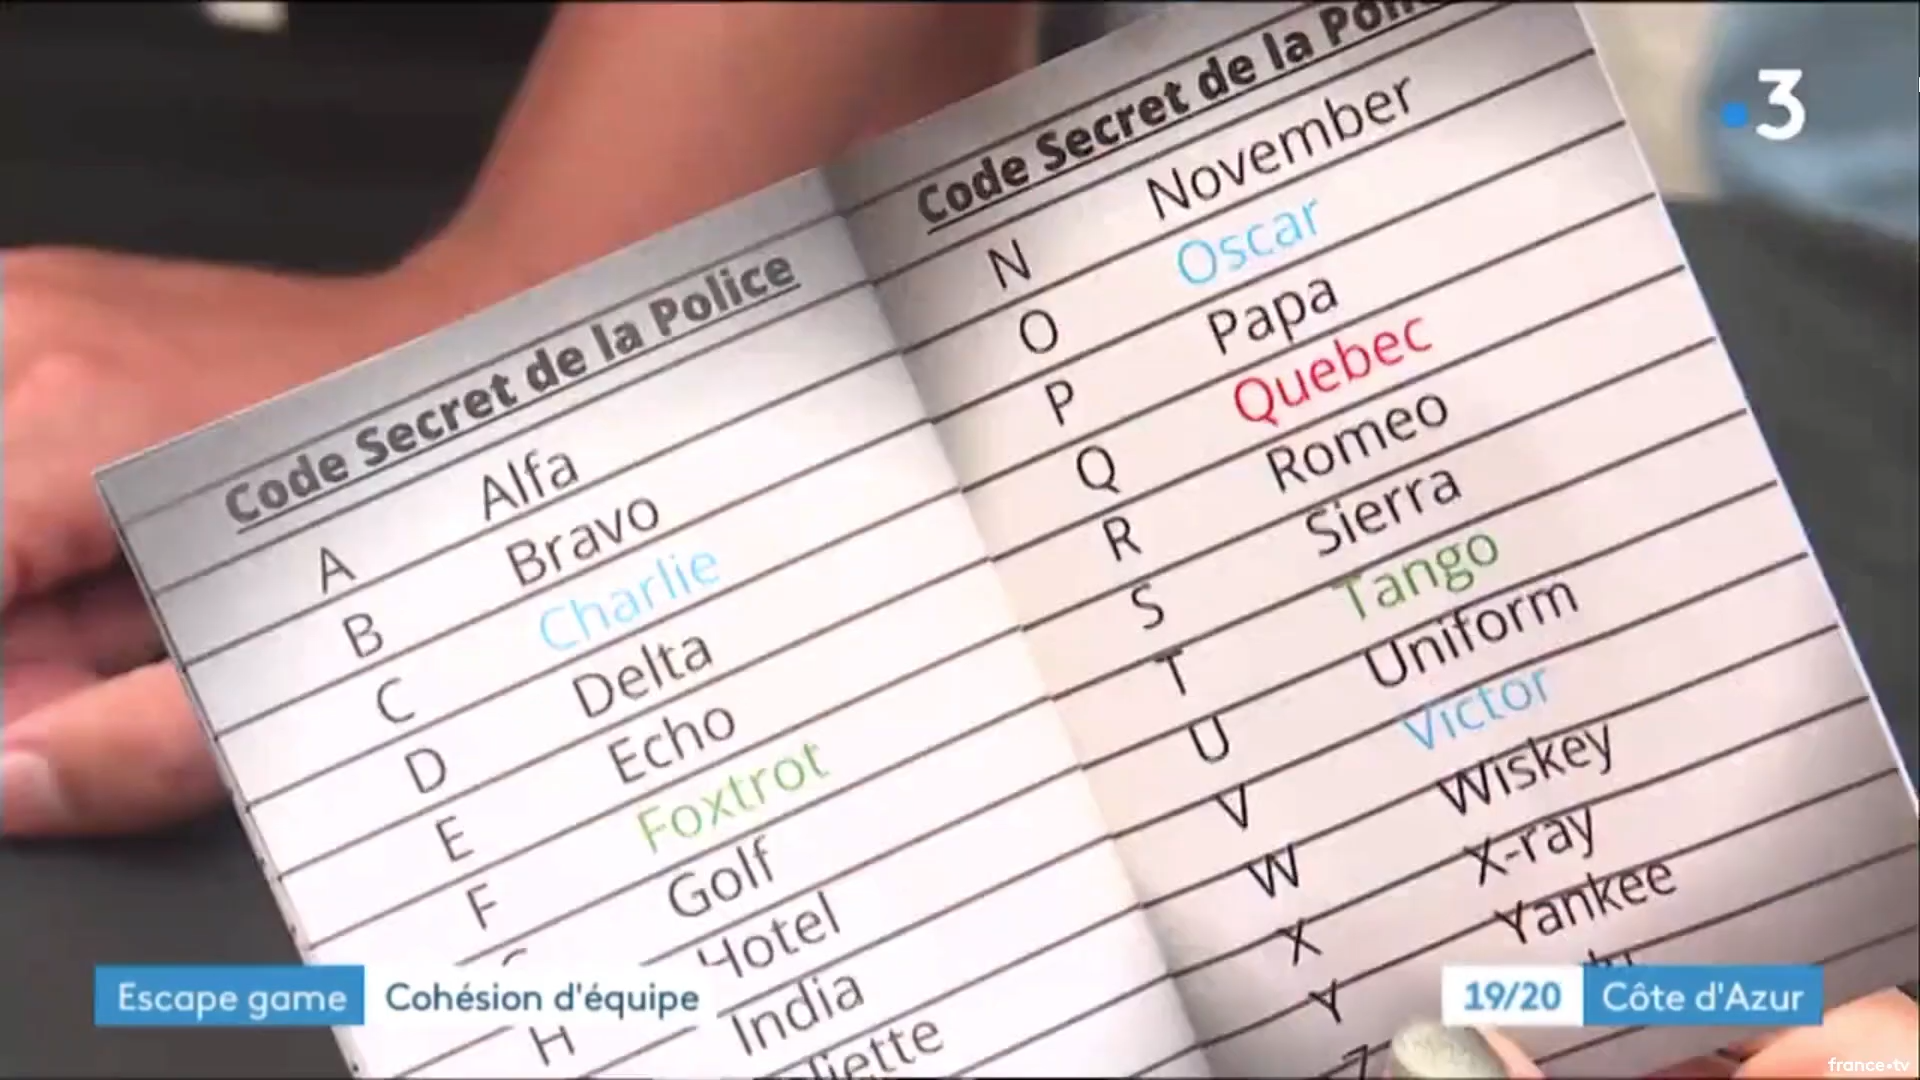 3
Code Secret de la Police
A Alfa
B Bravo
C Charlie
D Delta
E Echo
F Foxtrot
Golf
H Hotel
India
Code Secret de la
N November
O Oscar
P Papa
Q Quebec
R Romeo
S Sierra
T Tango
U Uniform
V Victor
W Wiskey
X X-ray
Y Yankee
Z
Escape game Cohésion d'équipe
19/20 Côte d'Azur
france•tv